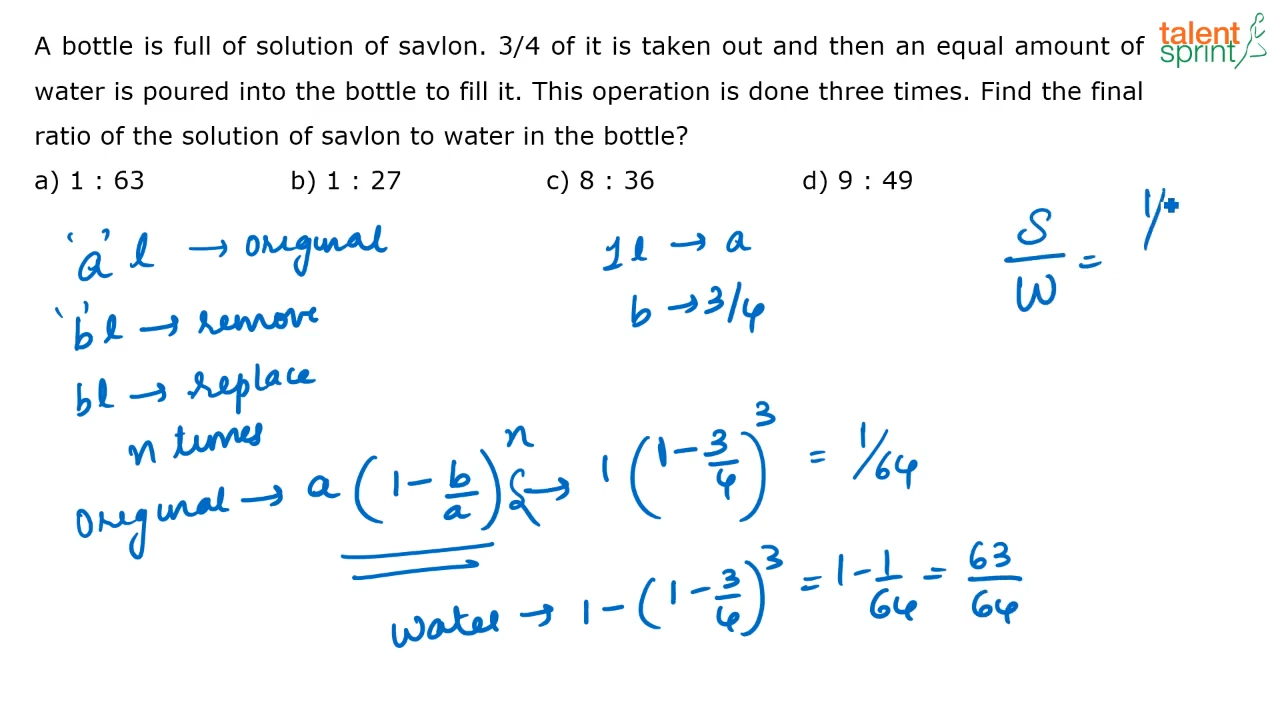 A bottle is full of solution of savlon. 3/4 of it is taken out and then an equal amount of
water is poured into the bottle to fill it. This operation is done three times. Find the final
ratio of the solution of savlon to water in the bottle?
a) 1 : 63 b) 1 : 27 c) 8 : 36 d) 9 : 49
talent
sprint
'a' l → original
'b' l → remove
bl → replace
n times
original → a (1 - b/a)^n → 1 (1 - 3/4)^3 = 1/64
water → 1 - (1 - 3/4)^3 = 1 - 1/64 = 63/64
1l → a
b → 3/4
S/W = 1/